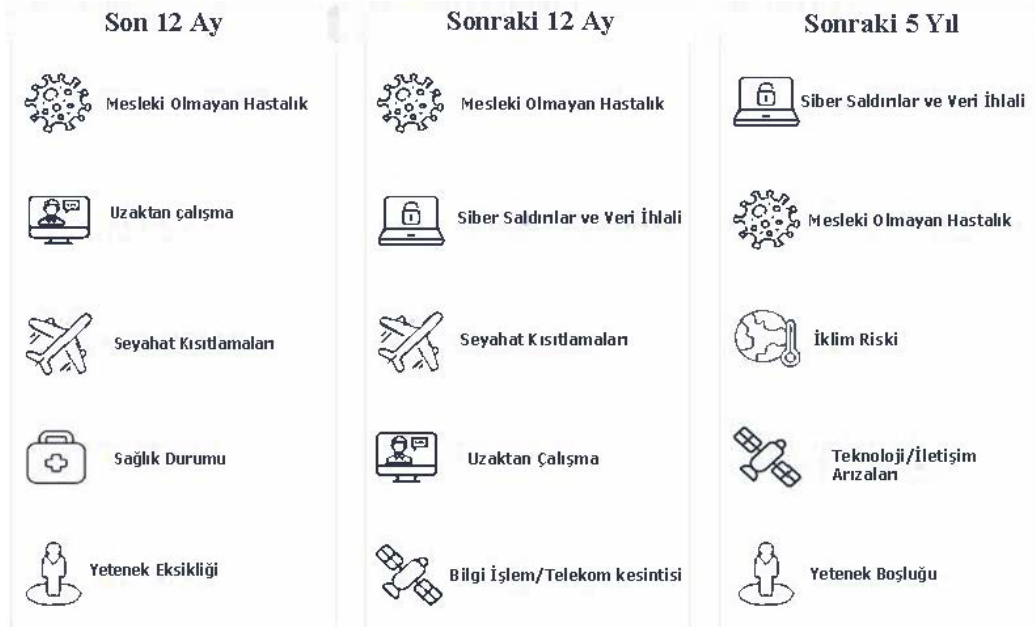 Son 12 Ay
Mesleki Olmayan Hastalık
Uzaktan çalışma
Seyahat Kısıtlamaları
Sağlık Durumu
Yetenek Eksikliği
Sonraki 12 Ay
Mesleki Olmayan Hastalık
Siber Saldırılar ve Veri İhlali
Seyahat Kısıtlamaları
Uzaktan Çalışma
Bilgi İşlem/Telekom kesintisi
Sonraki 5 Yıl
Siber Saldırılar ve Veri İhlali
Mesleki Olmayan Hastalık
İklim Riski
Teknoloji/İletişim
Arızaları
Yetenek Boşluğu